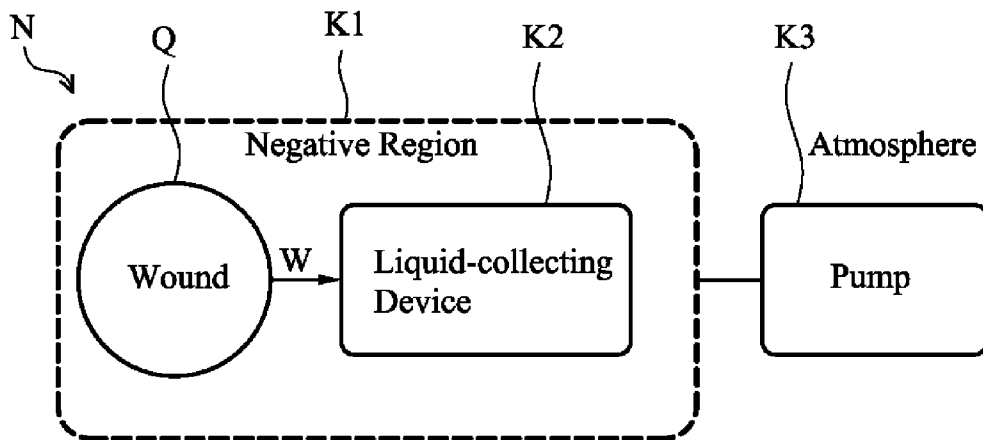 N
Q
K1
K2
K3
Negative Region
Atmosphere
Wound
W
Liquid-collecting
Device
Pump